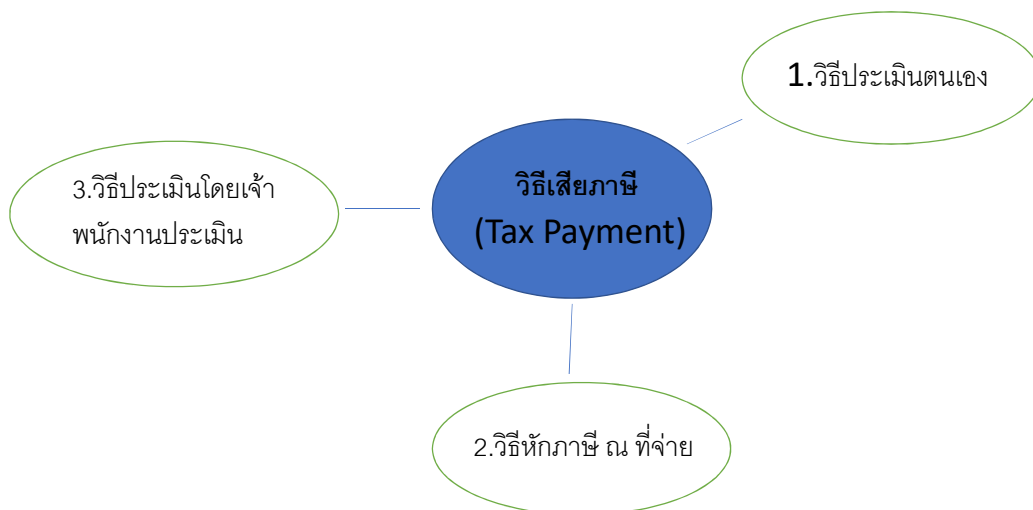 วิธีเสียภาษี
(Tax Payment)
1.วิธีประเมินตนเอง
2.วิธีหักภาษี ณ ที่จ่าย
3.วิธีประเมินโดยเจ้า
พนักงานประเมิน